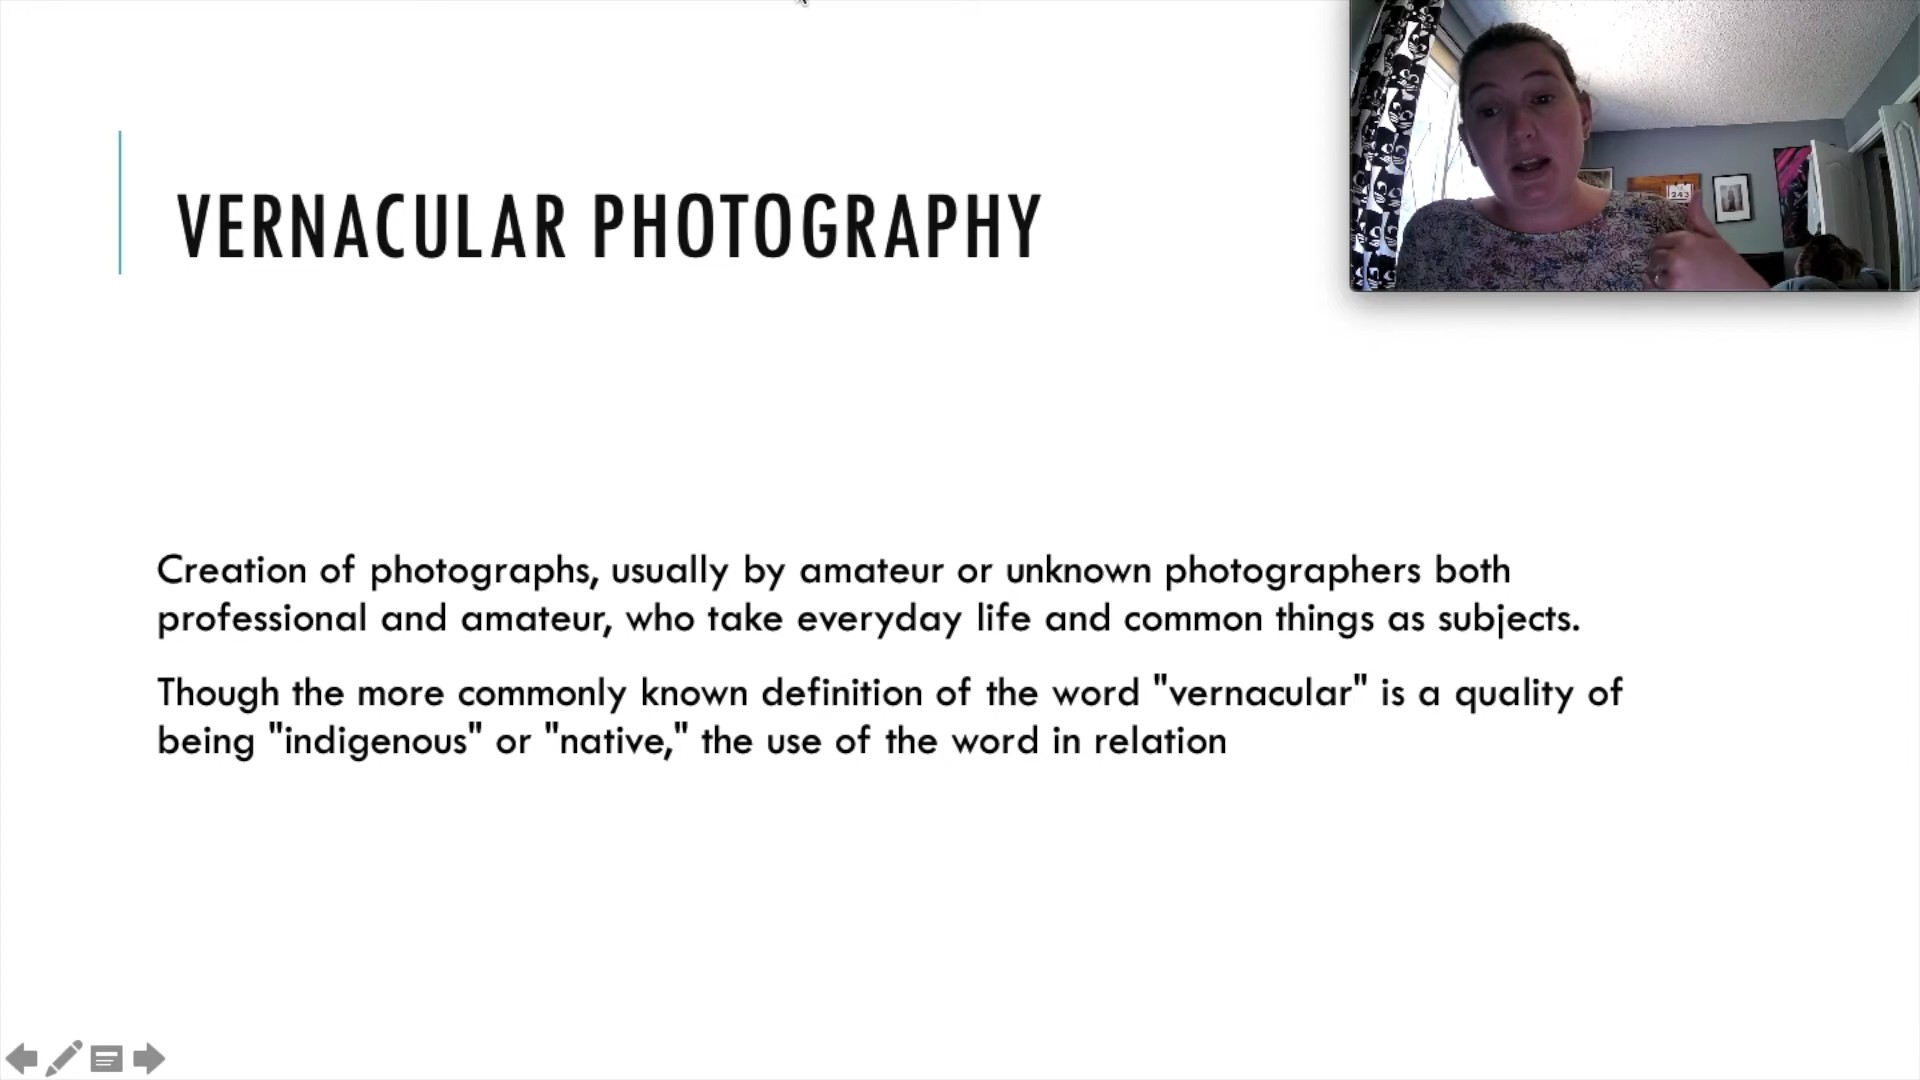 VERNACULAR PHOTOGRAPHY
243
Creation of photographs, usually by amateur or unknown photographers both
professional and amateur, who take everyday life and common things as subjects.
Though the more commonly known definition of the word "vernacular" is a quality of
being "indigenous" or "native," the use of the word in relation